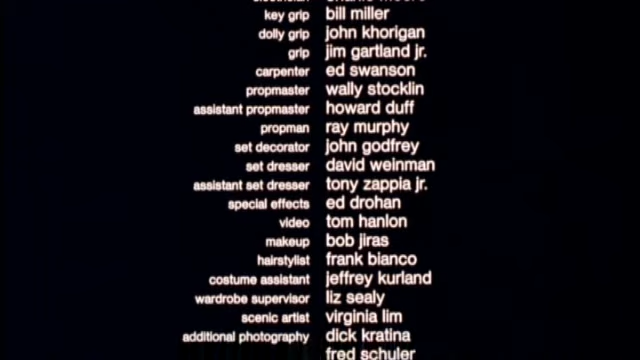 key grip bill miller
dolly grip john khorigan
grip jim gartland jr.
carpenter ed swanson
propmaster wally stocklin
assistant propmaster howard duff
propman ray murphy
set decorator john godfrey
set dresser david weinman
assistant set dresser tony zappia jr.
special effects ed drohan
video tom hanlon
makeup bob jiras
hairstylist frank bianco
costume assistant jeffrey kurland
wardrobe supervisor liz sealy
scenic artist virginia lim
additional photography dick kratina
fred schuler